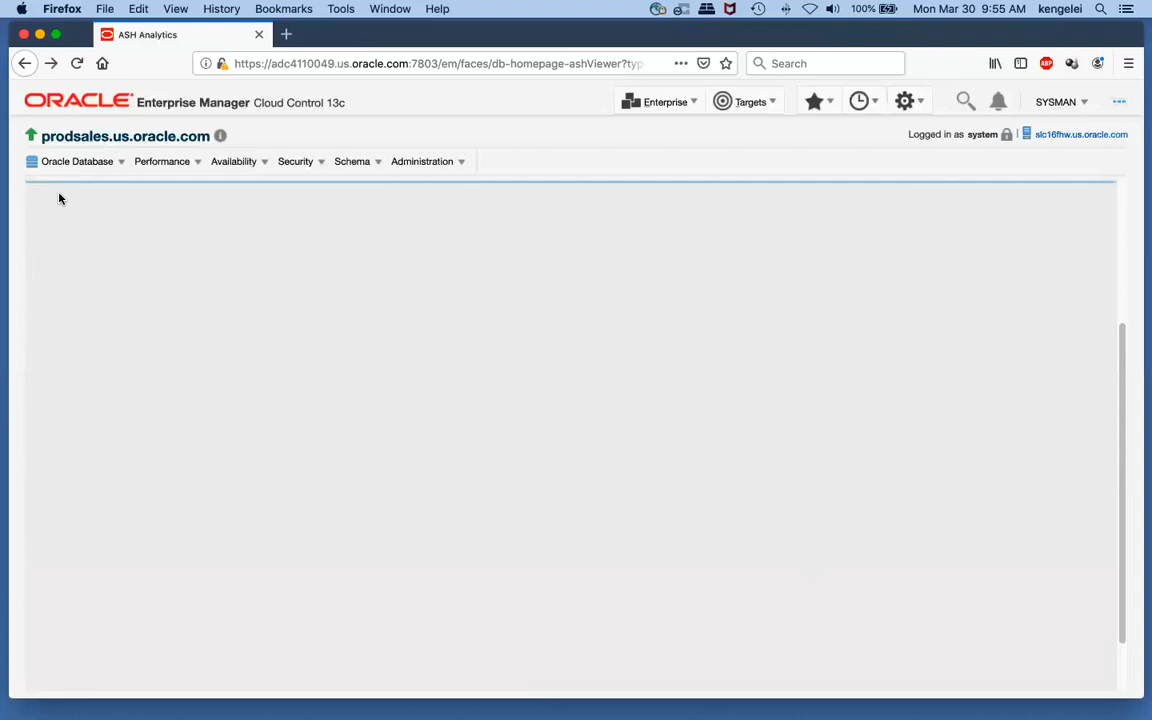 Firefox File Edit View History Bookmarks Tools Window Help 100% Mon Mar 30 9:55 AM kengelei
ASH Analytics
https://adc4110049.us.oracle.com:7803/em/faces/db-homepage-ashViewer?typ Search
ORACLE Enterprise Manager Cloud Control 13c Enterprise Targets SYSMAN
prodsales.us.oracle.com Logged in as system slc16fhw.us.oracle.com
Oracle Database Performance Availability Security Schema Administration